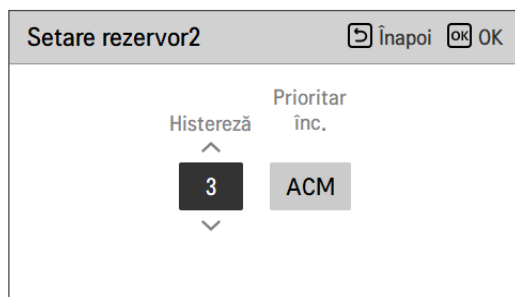 Setare rezervor2
Înapoi
OK OK
Prioritar
Histereză înc.
3 ACM